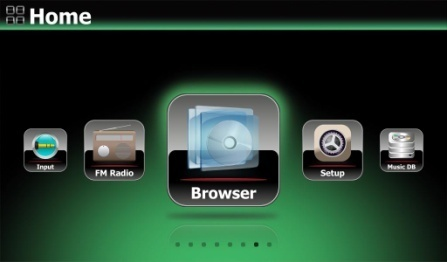 Home
Input
FM Radio
Browser
Setup
Music DB